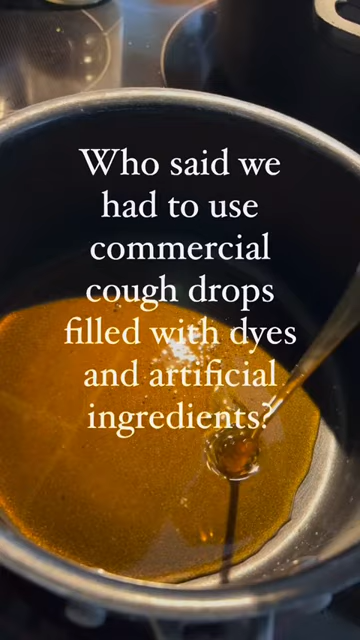 Who said we
had to use
commercial
cough drops
filled with dyes
and artificial
ingredients?